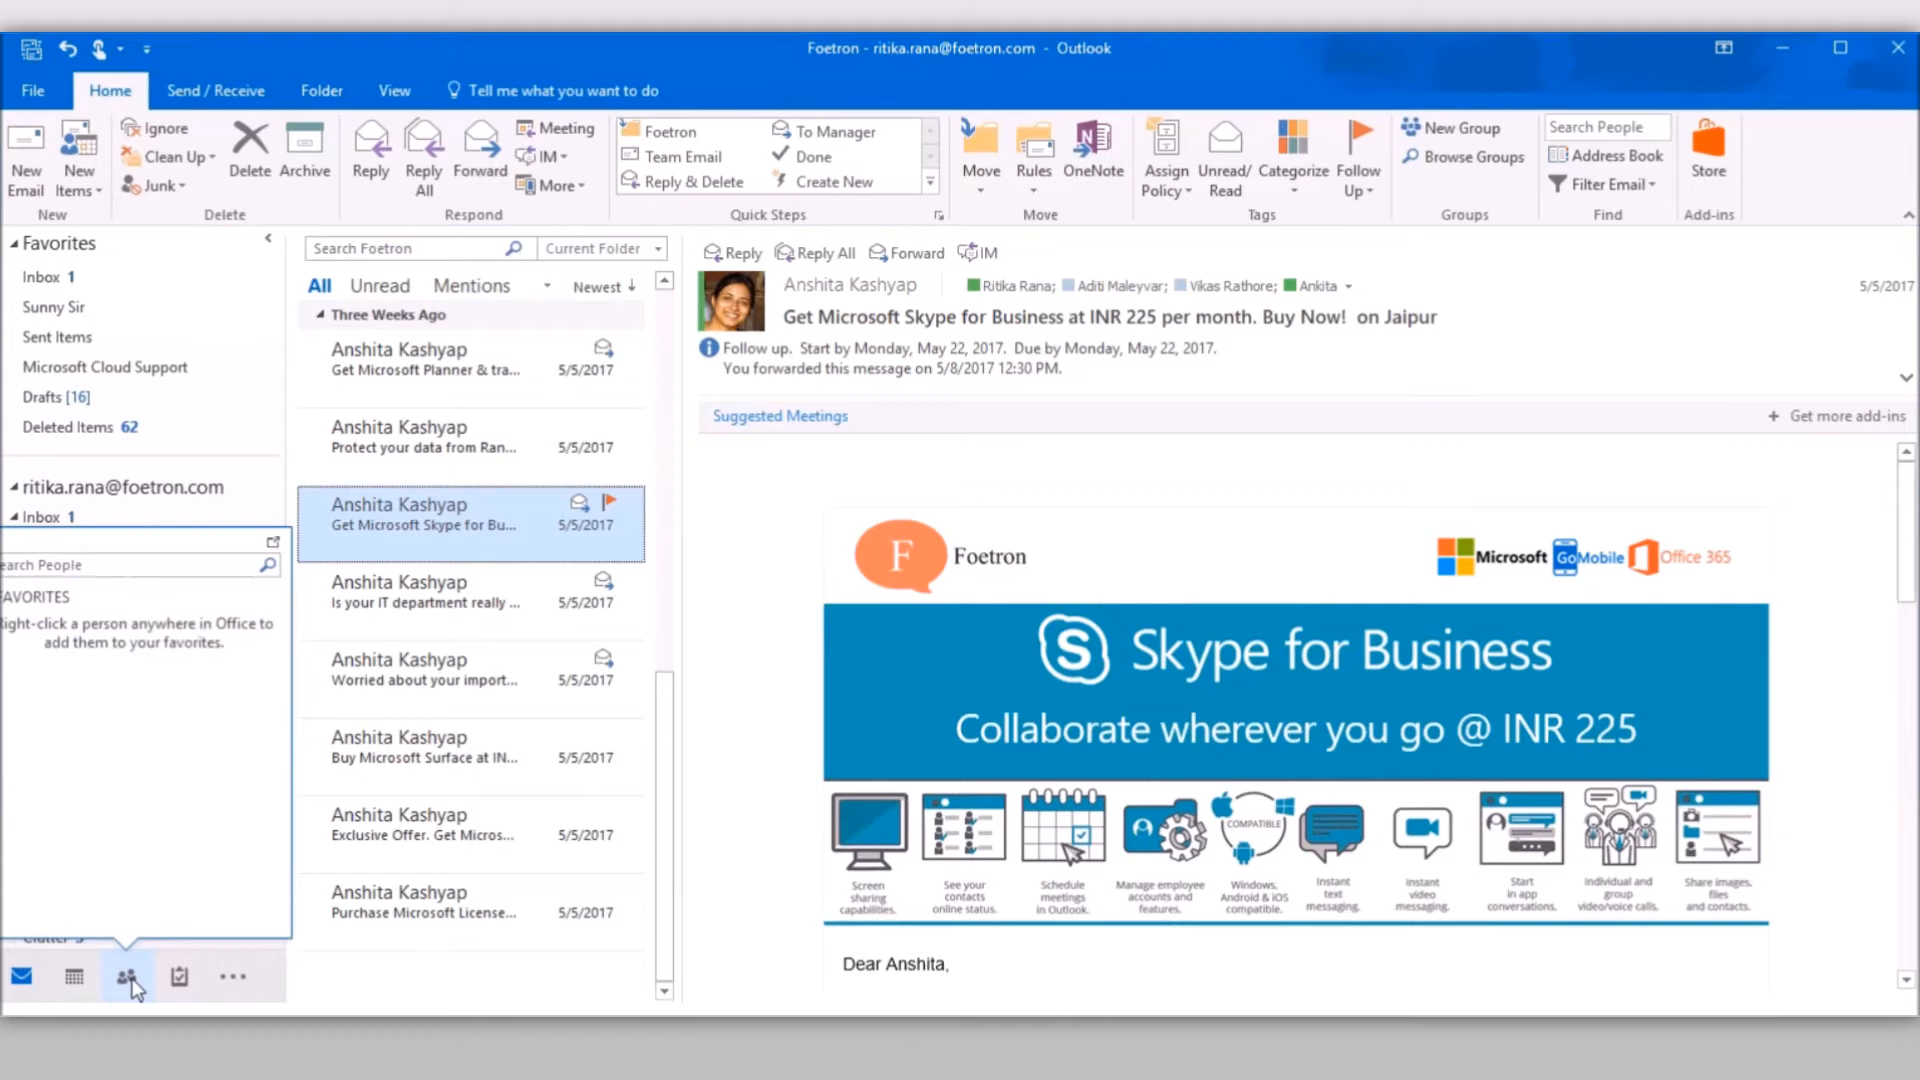 Foetron - ritika.rana@foetron.com - Outlook
File Home Send / Receive Folder View Tell me what you want to do
New Email
New Items
New
Ignore
Clean Up
Junk
Delete
Archive
Delete
Reply
Reply All
Forward
Meeting
IM
More
Respond
Foetron
Team Email
Reply & Delete
To Manager
Done
Create New
Quick Steps
Move
Rules
OneNote
Move
Assign Policy
Unread/ Read
Categorize
Follow Up
Tags
New Group
Browse Groups
Groups
Search People
Address Book
Filter Email
Find
Store
Add-ins
Favorites
Inbox 1
Sunny Sir
Sent Items
Microsoft Cloud Support
Drafts [16]
Deleted Items 62
ritika.rana@foetron.com
Inbox 1
earch People
AVORITES
ight-click a person anywhere in Office to
add them to your favorites.
Search Foetron
Current Folder
All Unread Mentions Newest
Three Weeks Ago
Anshita Kashyap
Get Microsoft Planner & tra... 5/5/2017
Anshita Kashyap
Protect your data from Ran... 5/5/2017
Anshita Kashyap
Get Microsoft Skype for Bu... 5/5/2017
Anshita Kashyap
Is your IT department really ... 5/5/2017
Anshita Kashyap
Worried about your import... 5/5/2017
Anshita Kashyap
Buy Microsoft Surface at IN... 5/5/2017
Anshita Kashyap
Exclusive Offer. Get Micros... 5/5/2017
Anshita Kashyap
Purchase Microsoft License... 5/5/2017
Reply Reply All Forward IM
Anshita Kashyap Ritika Rana; Aditi Maleyvar; Vikas Rathore; Ankita 5/5/2017
Get Microsoft Skype for Business at INR 225 per month. Buy Now! on Jaipur
Follow up. Start by Monday, May 22, 2017. Due by Monday, May 22, 2017.
You forwarded this message on 5/8/2017 12:30 PM.
Suggested Meetings + Get more add-ins
F Foetron
Microsoft GoMobile Office 365
S Skype for Business
Collaborate wherever you go @ INR 225
COMPATIBLE
Screen
sharing
capabilities.
See your
contacts
online status.
Schedule
meetings
in Outlook.
Manage employee
accounts and
features.
Windows,
Android & iOS
compatible.
Instant
text
messaging.
Instant
video
messaging.
Start
in app
conversations.
Individual and
group
video/voice calls.
Share images,
files
and contacts.
Dear Anshita,